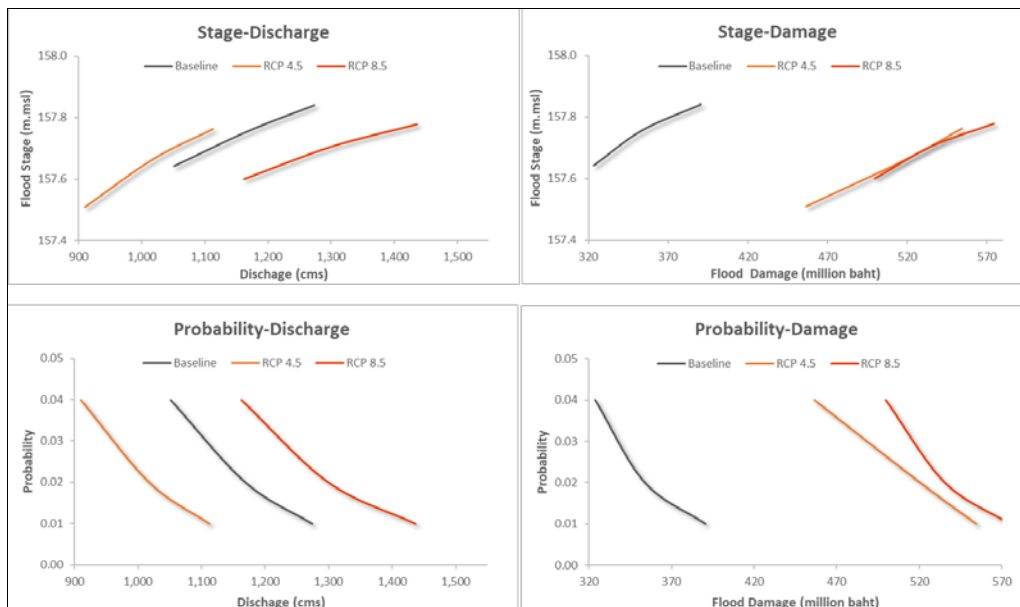 Stage-Discharge
Baseline RCP 4.5 RCP 8.5
Flood Stage (m.msl)
158.0
157.8
157.6
157.4
900 1,000 1,100 1,200 1,300 1,400 1,500
Dischage (cms)
Stage-Damage
Baseline RCP 4.5 RCP 8.5
Flood Stage (m.msl)
158.0
157.8
157.6
157.4
320 370 420 470 520 570
Flood Damage (million baht)
Probability-Discharge
Baseline RCP 4.5 RCP 8.5
Probability
0.05
0.04
0.03
0.02
0.01
0.00
900 1,000 1,100 1,200 1,300 1,400 1,500
Dischage (cms)
Probability-Damage
Baseline RCP 4.5 RCP 8.5
Probability
0.05
0.04
0.03
0.02
0.01
0.00
320 370 420 470 520 570
Flood Damage (million baht)